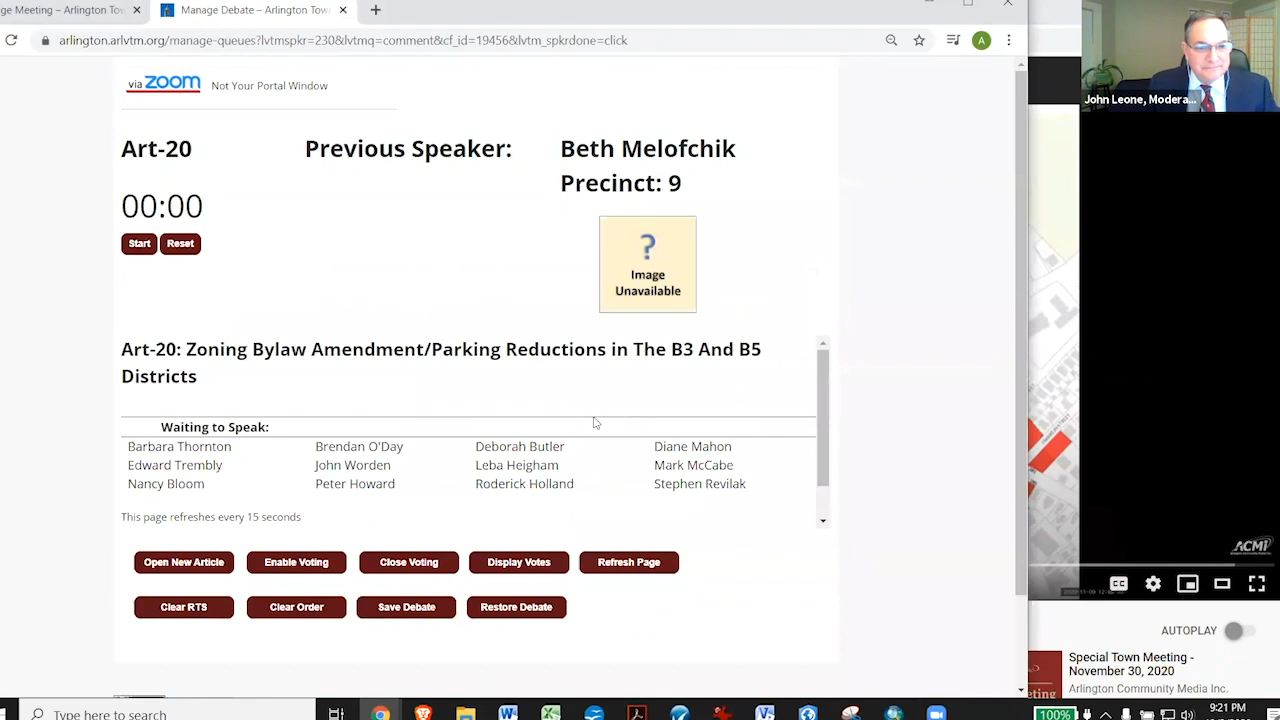 ge Meeting - Arlington Tow
Manage Debate – Arlington Town
arlington.arlvtm.org/manage-queues?lvtmspkr=230&lvtmq=comment&cf_id=19456&dbm_spkrdone=click
A
via zoom Not Your Portal Window
John Leone, Modera...
Art-20 Previous Speaker: Beth Melofchik
Precinct: 9
00:00
Start Reset
?
Image
Unavailable
Art-20: Zoning Bylaw Amendment/Parking Reductions in The B3 And B5
Districts
Waiting to Speak:
Barbara Thornton Brendan O'Day Deborah Butler Diane Mahon
Edward Trembly John Worden Leba Heigham Mark McCabe
Nancy Bloom Peter Howard Roderick Holland Stephen Revilak
This page refreshes every 15 seconds
Open New Article Enable Voting Close Voting Display Votes Refresh Page
Clear RTS Clear Order Save Debate Restore Debate
ACMi
CC
AUTOPLAY
Special Town Meeting -
November 30, 2020
Arlington Community Media Inc.
eting
Type here to search
100%
9:21 PM